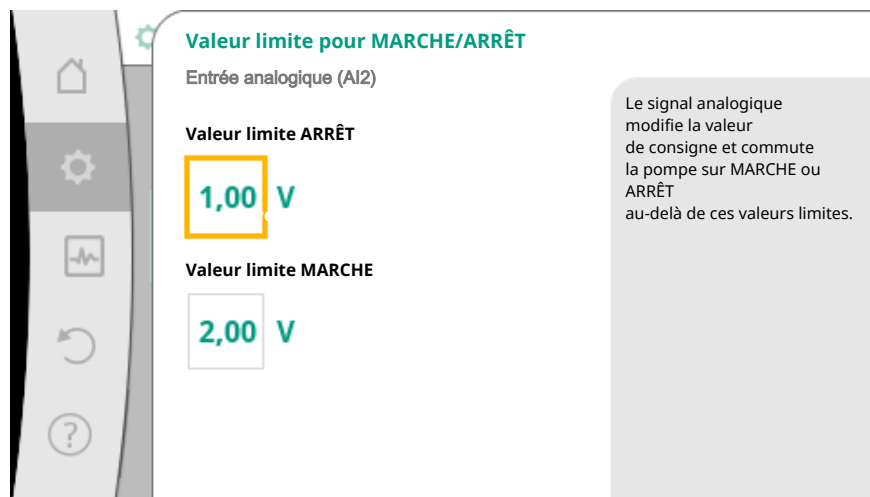 Valeur limite pour MARCHE/ARRÊT
Entrée analogique (AI2)
Valeur limite ARRÊT
1,00 V
Valeur limite MARCHE
2,00 V
Le signal analogique
modifie la valeur
de consigne et commute
la pompe sur MARCHE ou
ARRÊT
au-delà de ces valeurs limites.
?